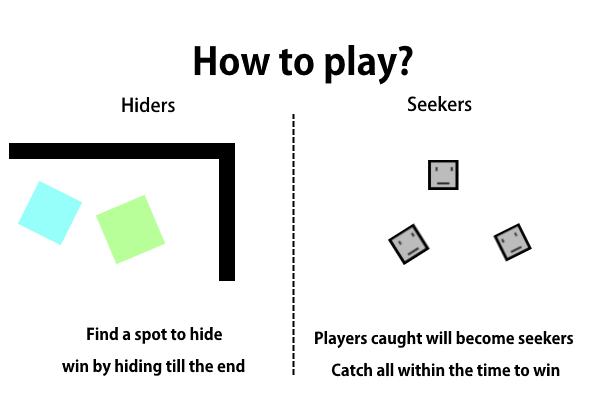 How to play?
Hiders
Find a spot to hide
win by hiding till the end
Seekers
Players caught will become seekers
Catch all within the time to win